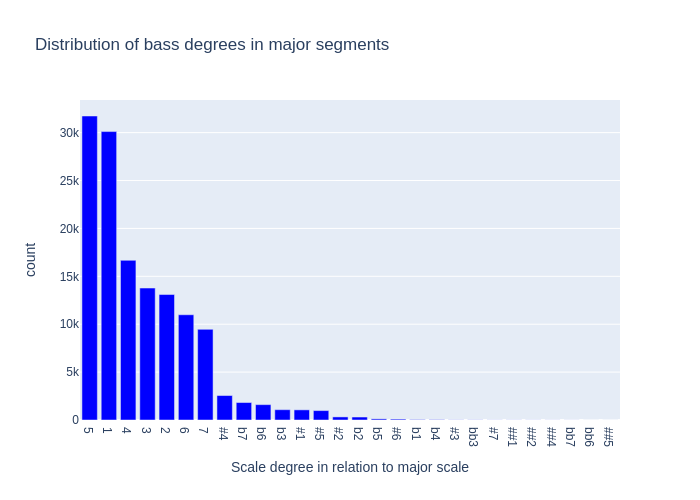 Distribution of bass degrees in major segments
30k
25k
20k
15k
10k
5k
0
count
5 1 4 3 2 6 7 #4 b7 b6 b3 #1 #5 #2 b2 b5 #6 b1 b4 #3 bb3 #7 ##1 ##2 ##4 bb7 bb6 ##5
Scale degree in relation to major scale